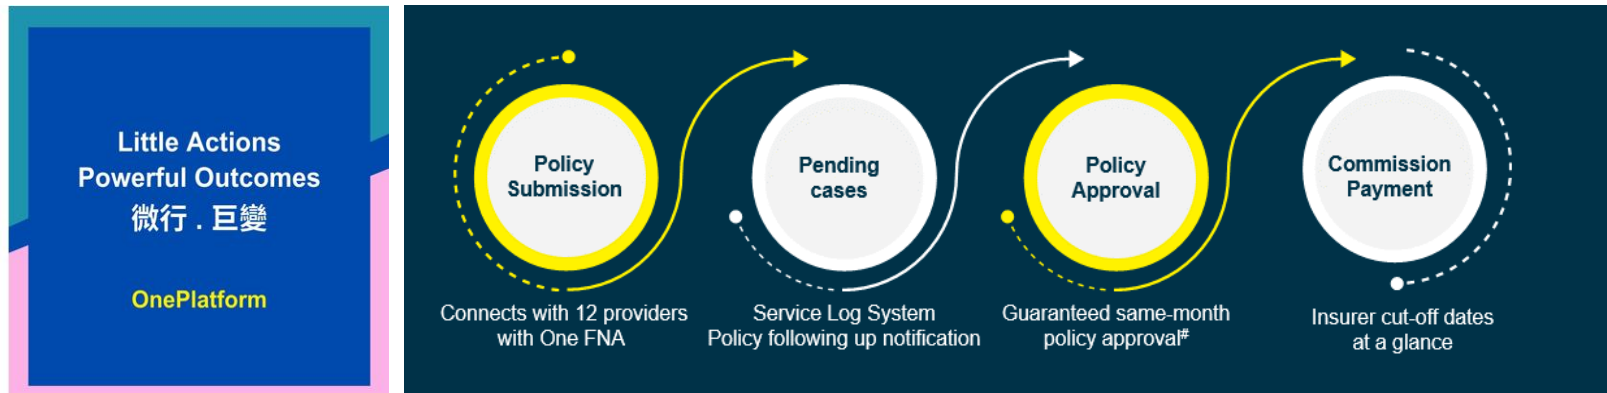 Little Actions
Powerful Outcomes
微行 . 巨變
OnePlatform
Policy
Submission
Connects with 12 providers
with One FNA
Pending
cases
Service Log System
Policy following up notification
Policy
Approval
Guaranteed same-month
policy approval#
Commission
Payment
Insurer cut-off dates
at a glance